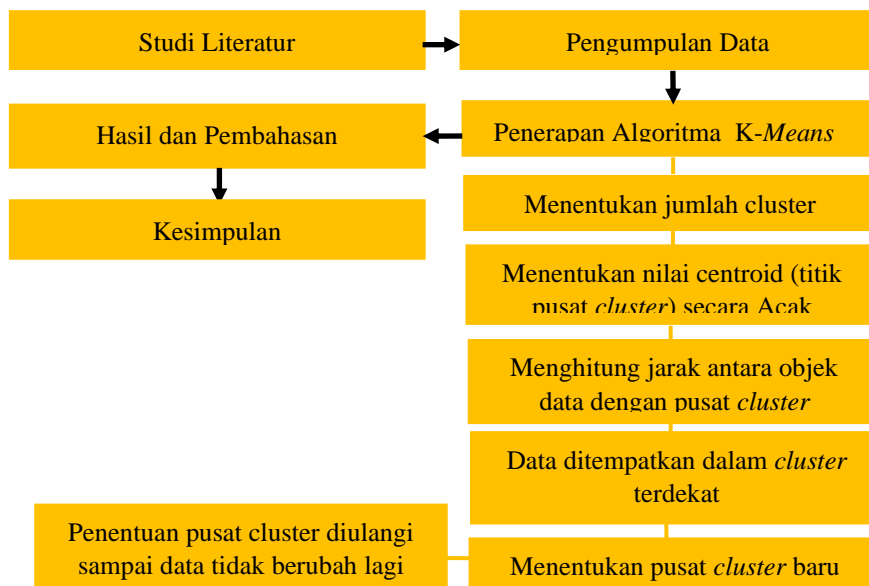 Studi Literatur
Pengumpulan Data
Hasil dan Pembahasan
Penerapan Algoritma K-Means
Kesimpulan
Menentukan jumlah cluster
Menentukan nilai centroid (titik
pusat cluster) secara Acak
Menghitung jarak antara objek
data dengan pusat cluster
Data ditempatkan dalam cluster
terdekat
Penentuan pusat cluster diulangi
sampai data tidak berubah lagi
Menentukan pusat cluster baru